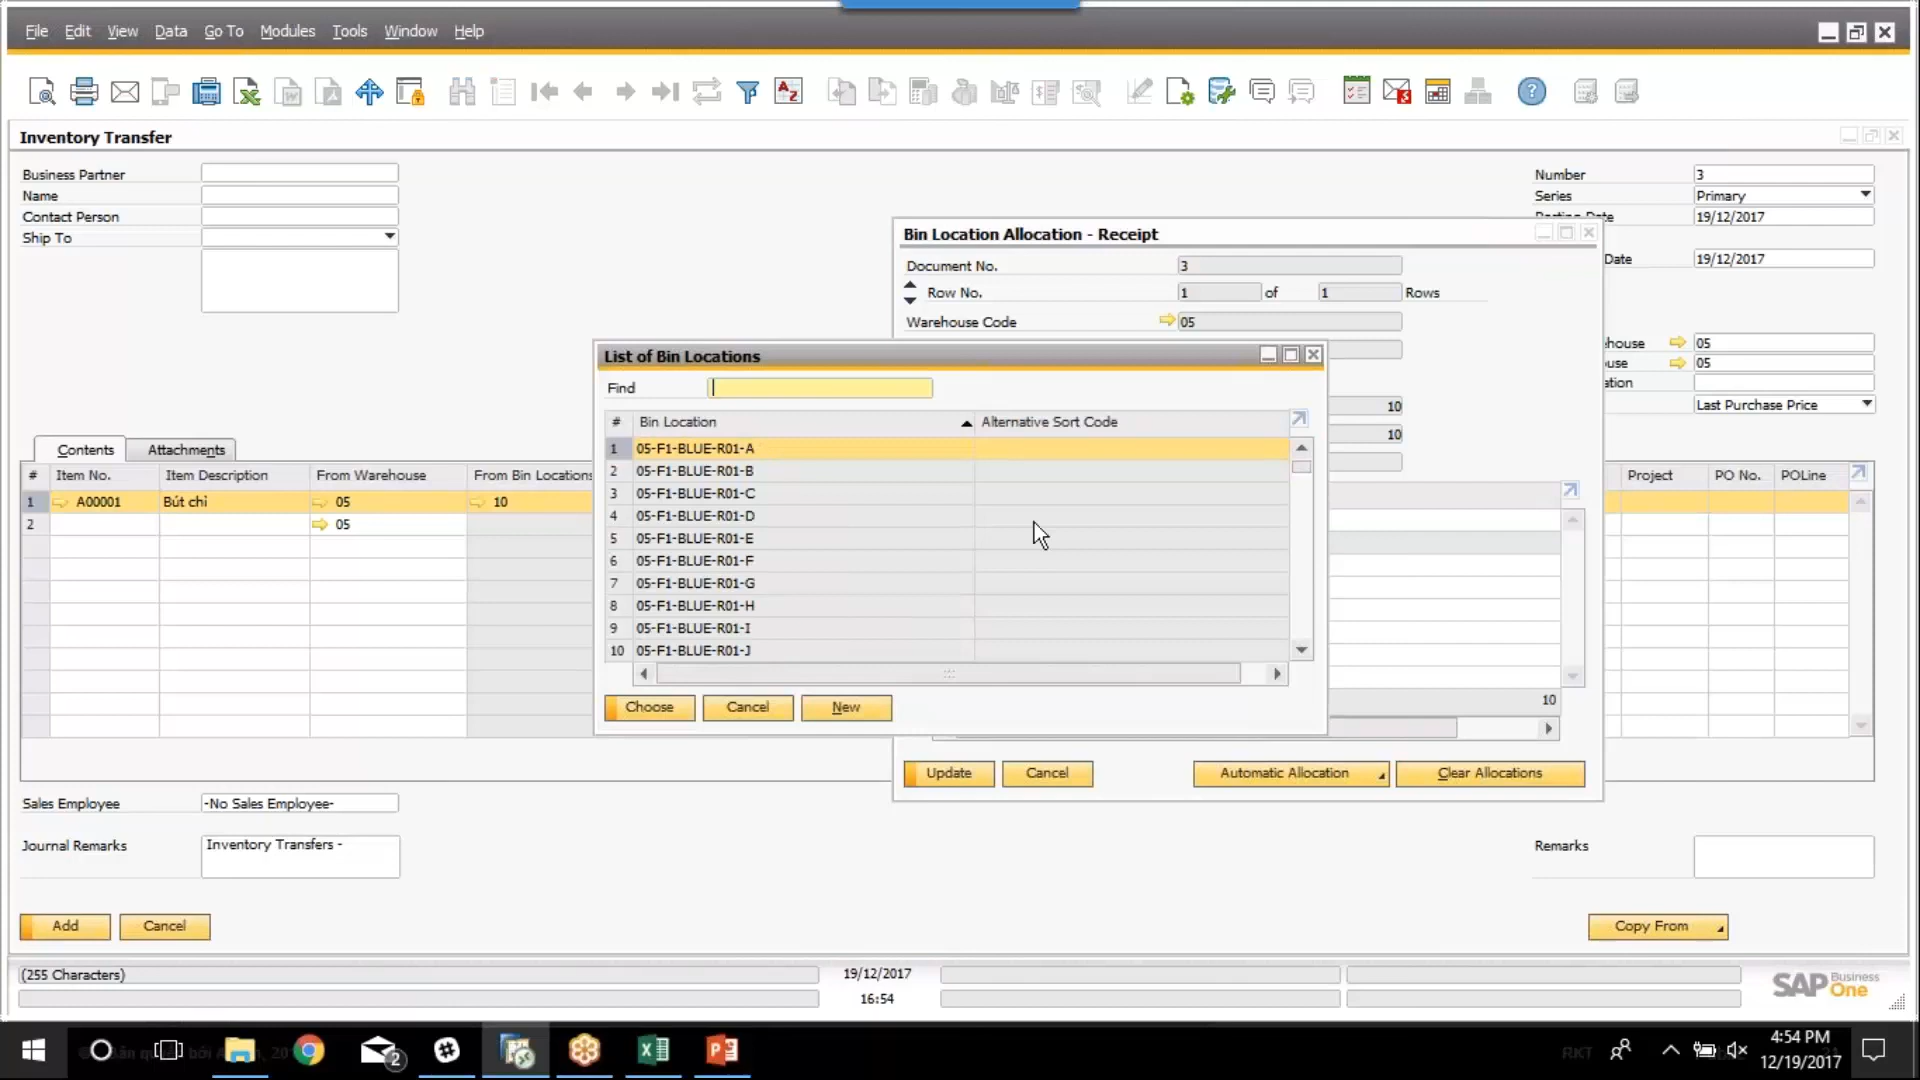 File Edit View Data Go To Modules Tools Window Help
Inventory Transfer
Business Partner
Name
Contact Person
Ship To
Number 3
Series Primary
Posting Date 19/12/2017
Date 19/12/2017
house 05
use 05
ation
Last Purchase Price
Bin Location Allocation - Receipt
Document No. 3
Row No. 1 of 1 Rows
Warehouse Code 05
10
10
List of Bin Locations
Find
# Bin Location Alternative Sort Code
1 05-F1-BLUE-R01-A
2 05-F1-BLUE-R01-B
3 05-F1-BLUE-R01-C
4 05-F1-BLUE-R01-D
5 05-F1-BLUE-R01-E
6 05-F1-BLUE-R01-F
7 05-F1-BLUE-R01-G
8 05-F1-BLUE-R01-H
9 05-F1-BLUE-R01-I
10 05-F1-BLUE-R01-J
Choose Cancel New
10
Update Cancel Automatic Allocation Clear Allocations
Contents Attachments
# Item No. Item Description From Warehouse From Bin Locations Project PO No. POLine
1 A00001 Bút chì 05 10
2 05
Sales Employee -No Sales Employee-
Journal Remarks Inventory Transfers -
Remarks
Add Cancel Copy From
(255 Characters) 19/12/2017
16:54
SAP Business One
2
4:54 PM
12/19/2017